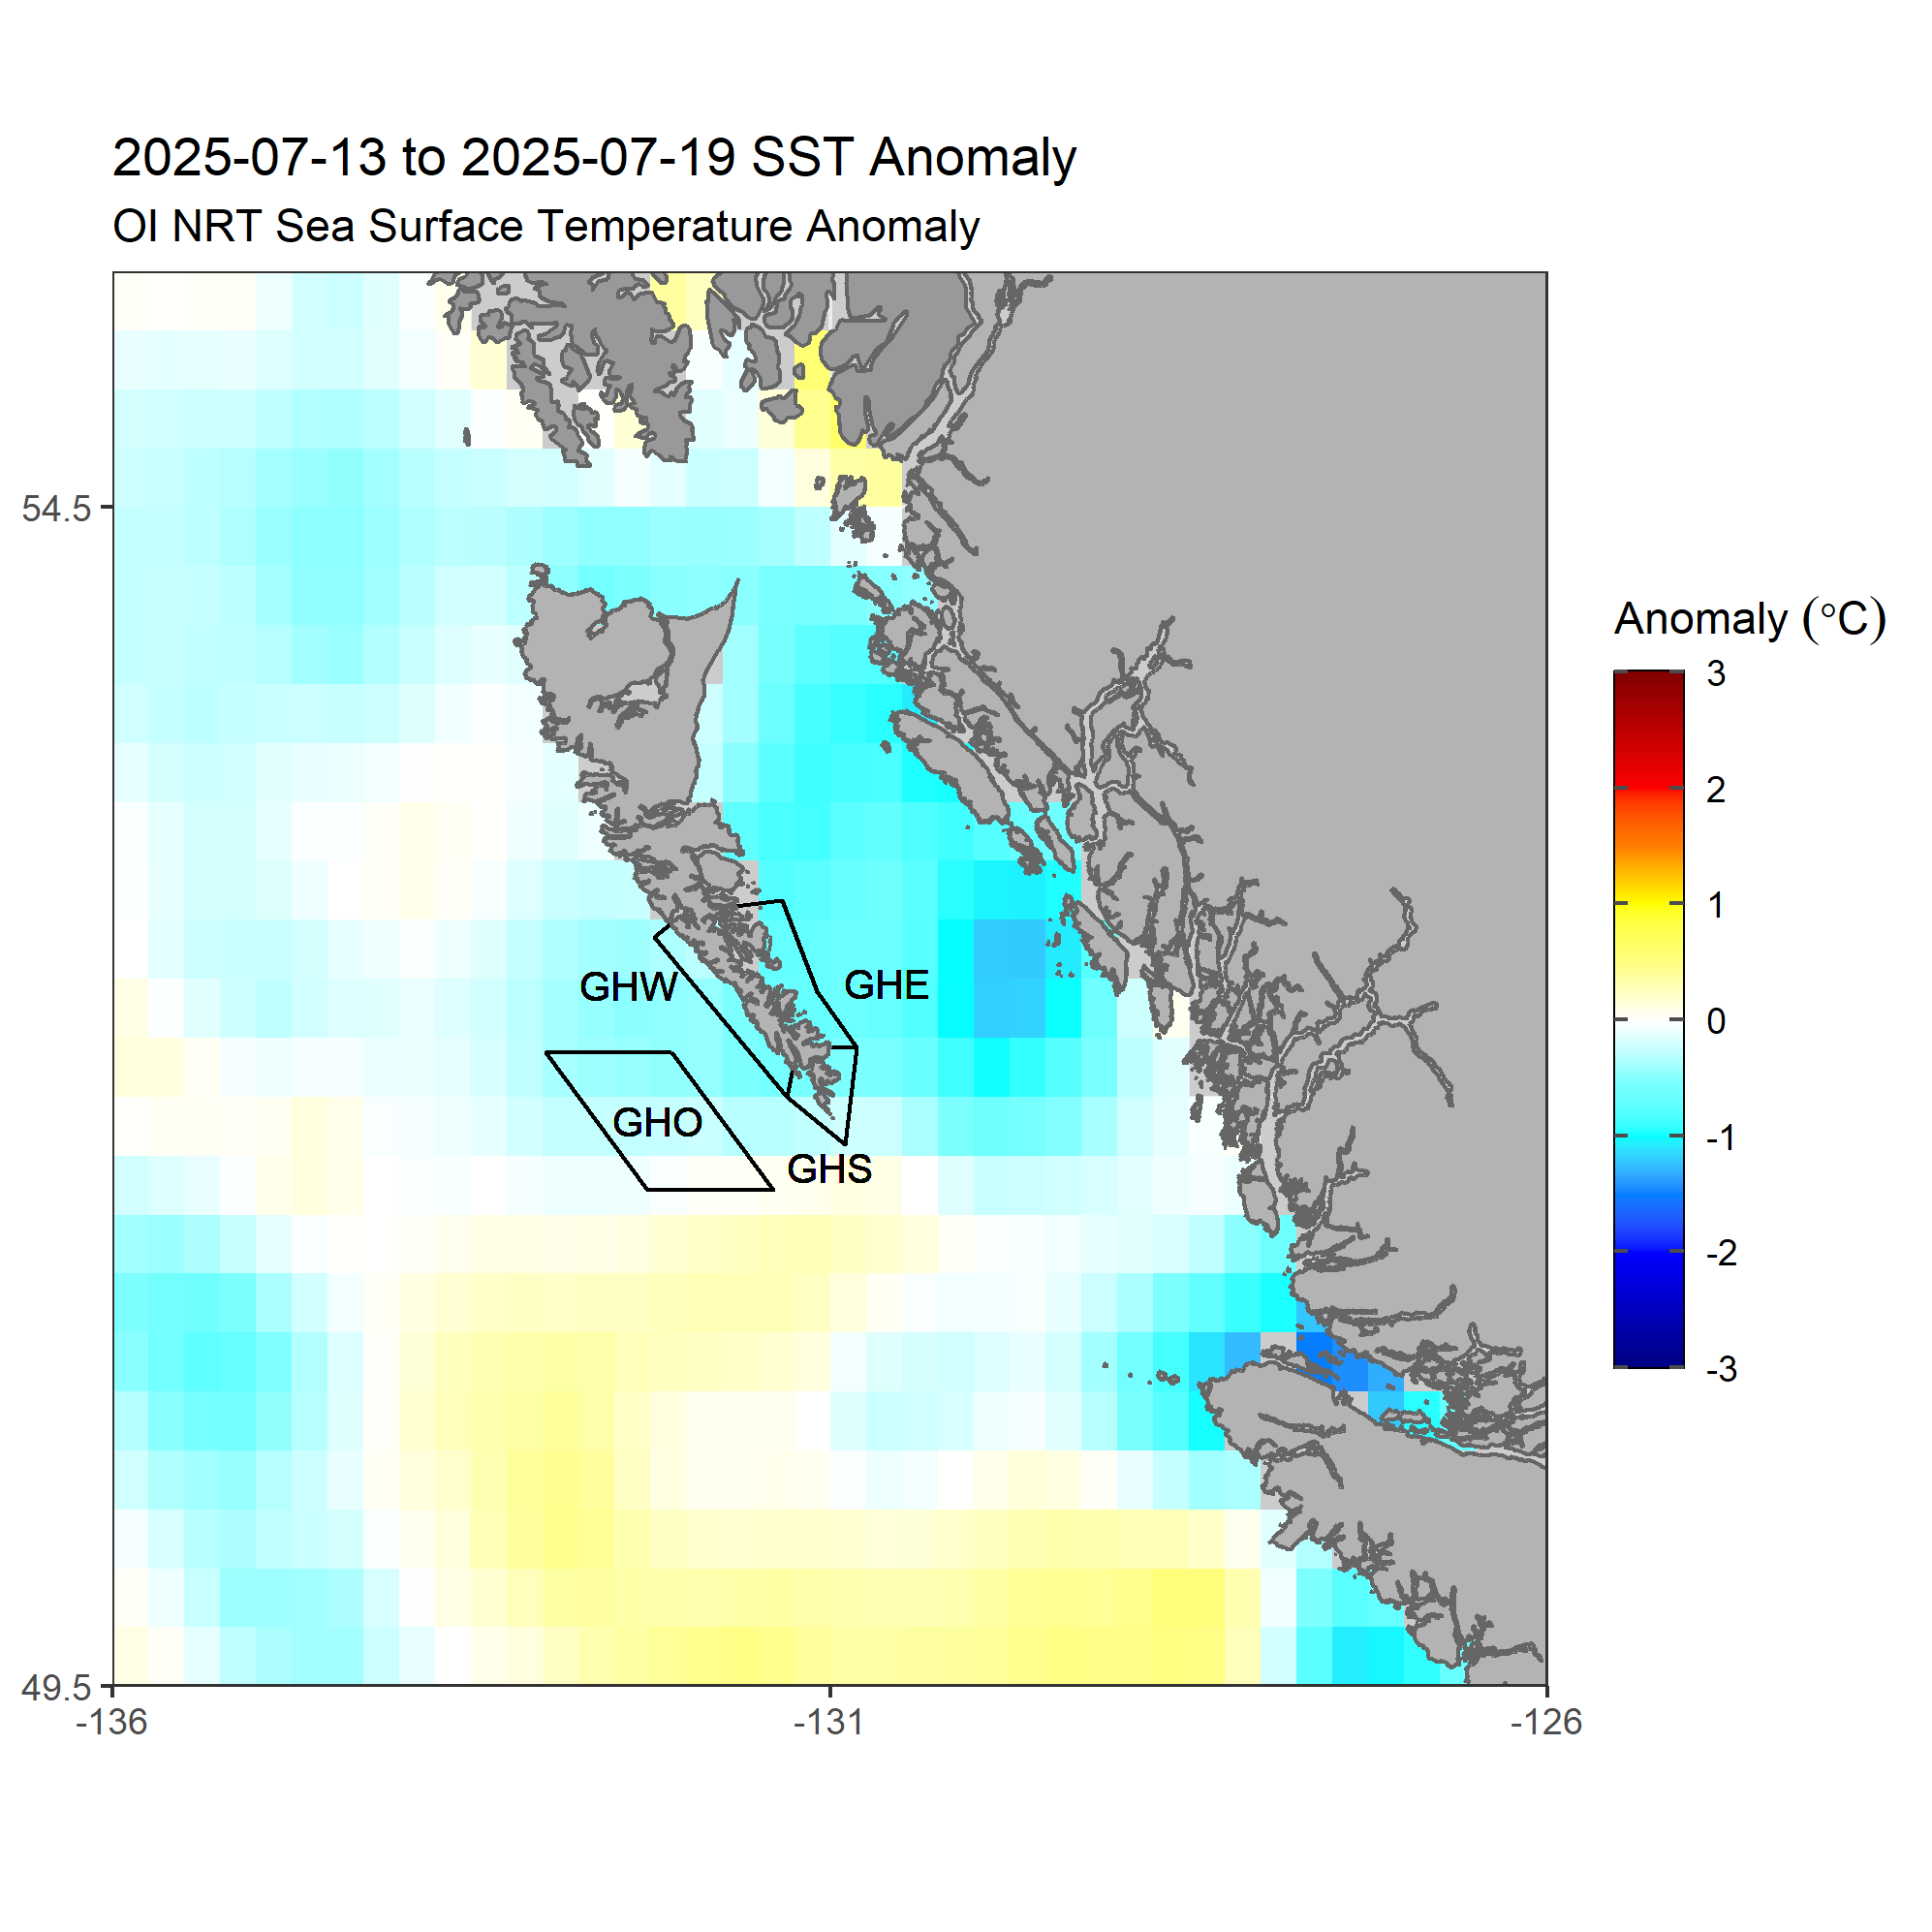 2025-07-13 to 2025-07-19 SST Anomaly
OI NRT Sea Surface Temperature Anomaly
54.5
49.5
-136
-131
-126
GHW
GHE
GHO
GHS
Anomaly (°C)
3
2
1
0
-1
-2
-3